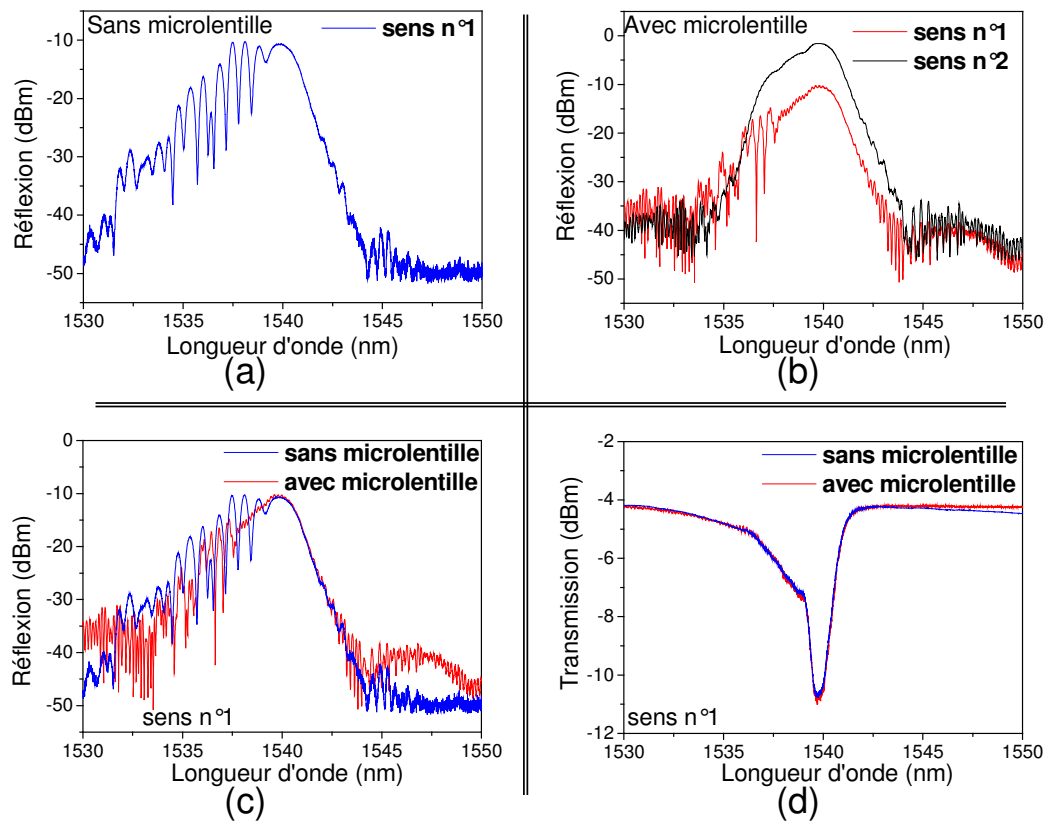 Sans microlentille
sens n°1
-10
-20
-30
-40
-50
Réflexion (dBm)
1530 1535 1540 1545 1550
Longueur d'onde (nm)
(a)
Avec microlentille
sens n°1
sens n°2
0
-10
-20
-30
-40
-50
Réflexion (dBm)
1530 1535 1540 1545 1550
Longueur d'onde (nm)
(b)
sans microlentille
avec microlentille
0
-10
-20
-30
-40
-50
Réflexion (dBm)
sens n°1
1530 1535 1540 1545 1550
Longueur d'onde (nm)
(c)
sans microlentille
avec microlentille
-2
-4
-6
-8
-10
-12
Transmission (dBm)
sens n°1
1530 1535 1540 1545 1550
Longueur d'onde (nm)
(d)